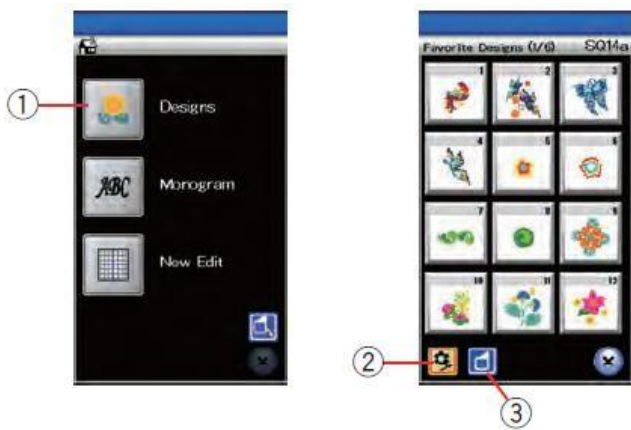 Favorite Designs (1/6) SQ14a
1 2 3
① Designs
4 5 6
ABC Monogram
7 8 9
New Edit
10 11 12
②
③